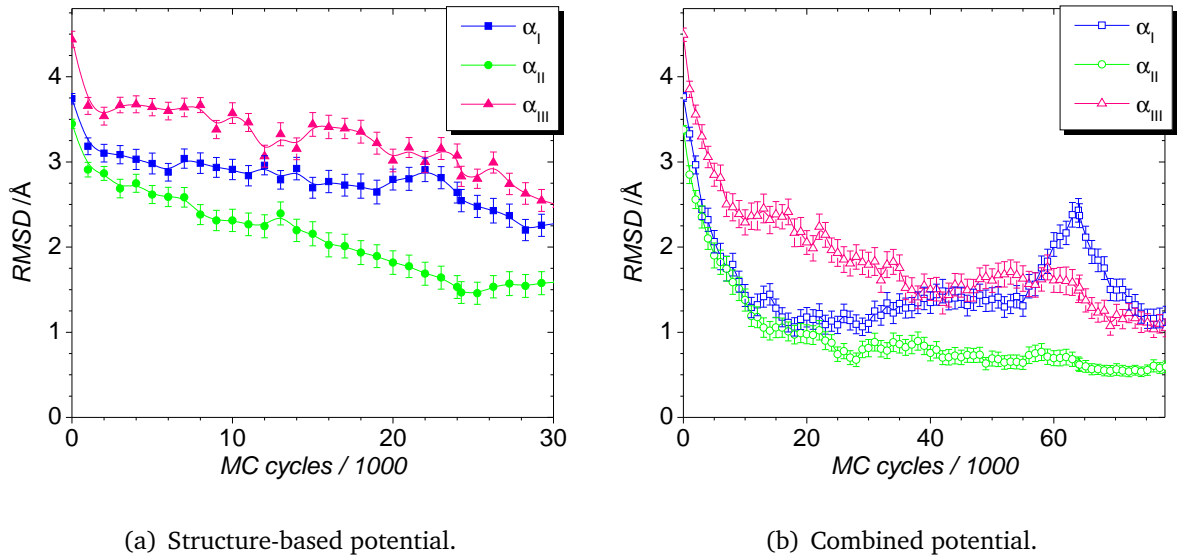 4
3
2
1
0
RMSD /Å
0 10 20 30
MC cycles / 1000
α_I
α_II
α_III
(a) Structure-based potential.
4
3
2
1
0
RMSD /Å
0 20 40 60
MC cycles / 1000
α_I
α_II
α_III
(b) Combined potential.